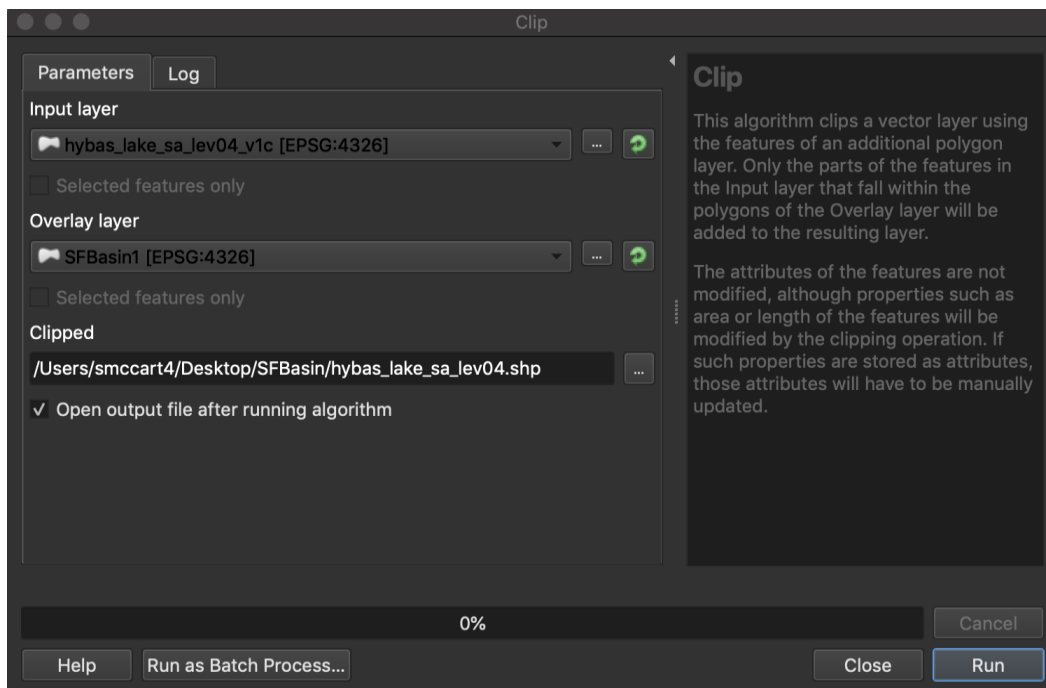 Clip
Parameters
Log
Input layer
hybas_lake_sa_lev04_v1c [EPSG:4326]
...
Selected features only
Overlay layer
SFBasin1 [EPSG:4326]
...
Selected features only
Clipped
/Users/smccart4/Desktop/SFBasin/hybas_lake_sa_lev04.shp
...
Open output file after running algorithm
Clip
This algorithm clips a vector layer using
the features of an additional polygon
layer. Only the parts of the features in
the Input layer that fall within the
polygons of the Overlay layer will be
added to the resulting layer.
The attributes of the features are not
modified, although properties such as
area or length of the features will be
modified by the clipping operation. If
such properties are stored as attributes,
those attributes will have to be manually
updated.
0%
Cancel
Help
Run as Batch Process...
Close
Run